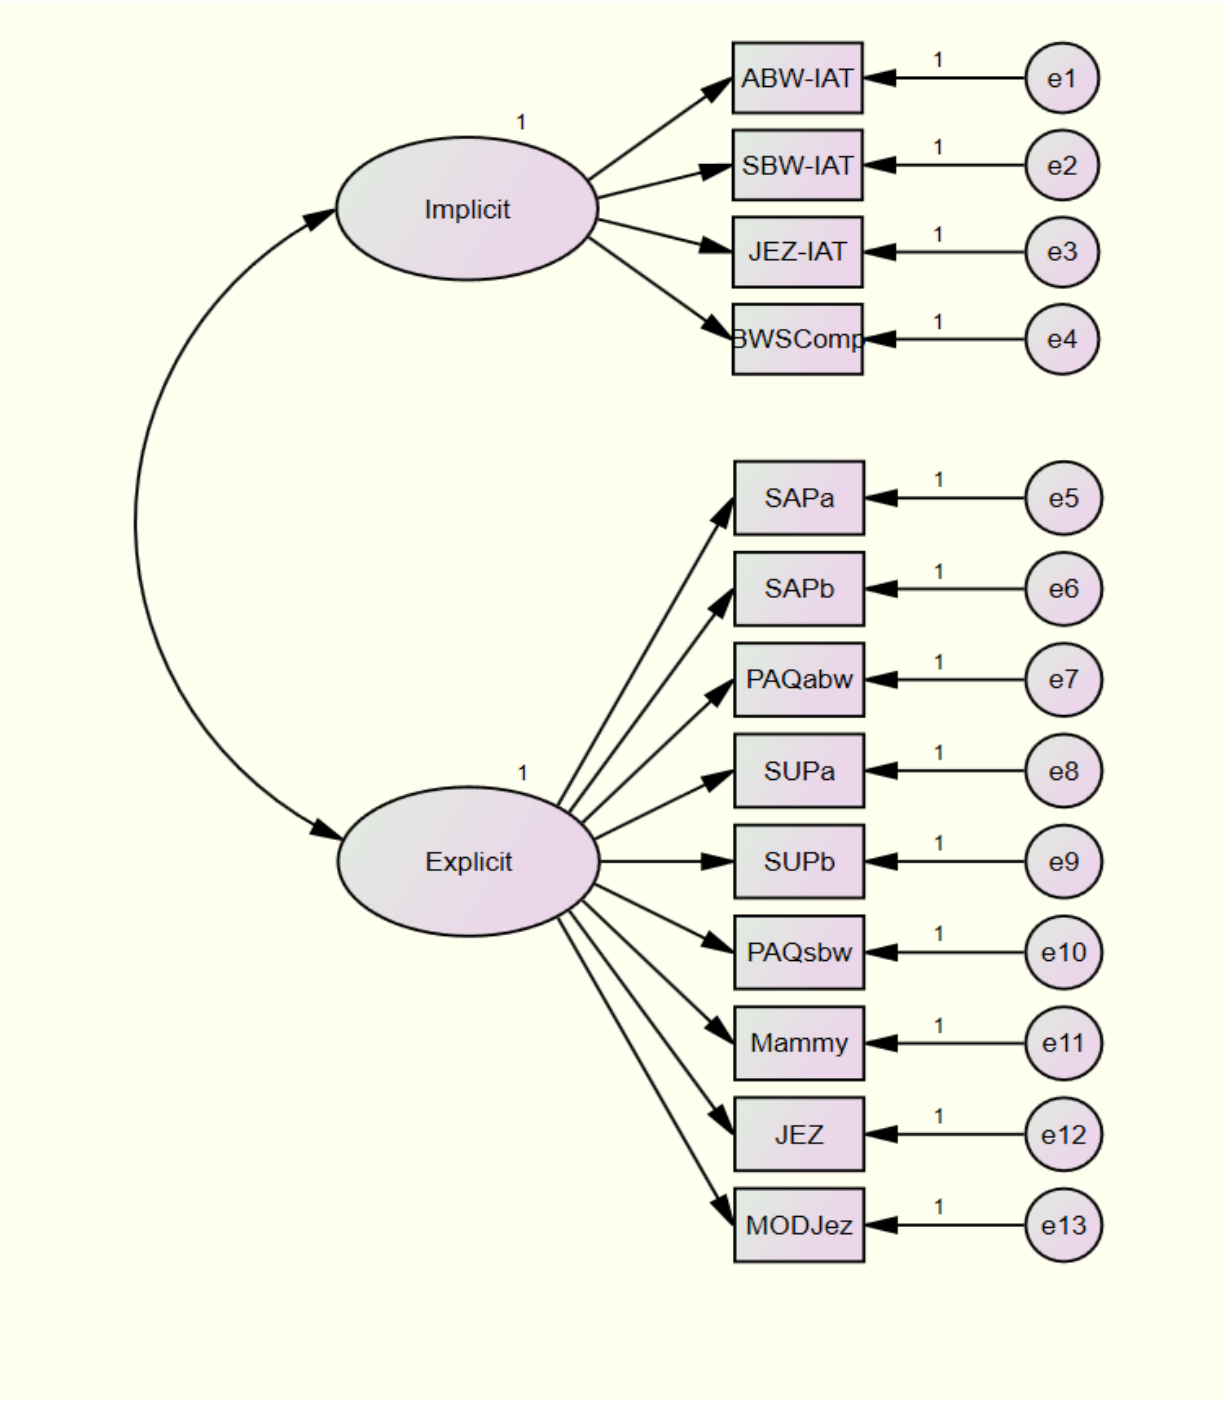 ABW-IAT
1
e1
1
SBW-IAT
1
e2
Implicit
JEZ-IAT
1
e3
BWSComp
1
e4
SAPa
1
e5
SAPb
1
e6
PAQabw
1
e7
1
SUPa
1
e8
Explicit
SUPb
1
e9
PAQsbw
1
e10
Mammy
1
e11
JEZ
1
e12
MODJez
1
e13